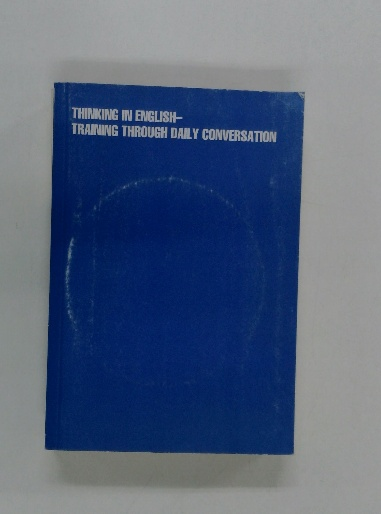 THINKING IN ENGLISH–
TRAINING THROUGH DAILY CONVERSATION